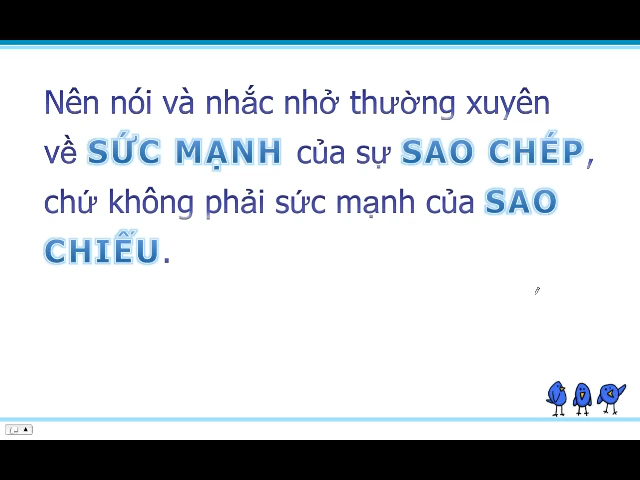 Nên nói và nhắc nhở thường xuyên
về SỨC MẠNH của sự SAO CHÉP,
chứ không phải sức mạnh của SAO
CHIẾU.